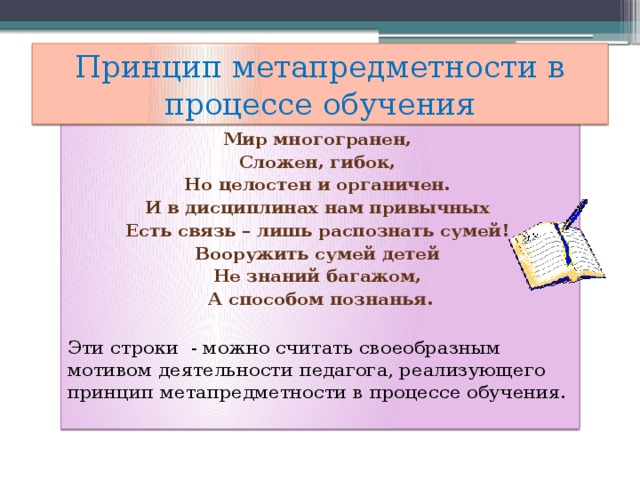 Принцип метапредметности в
процессе обучения
Мир многогранен,
Сложен, гибок,
Но целостен и органичен.
И в дисциплинах нам привычных
Есть связь – лишь распознать сумей!
Вооружить сумей детей
Не знаний багажом,
А способом познанья.
Эти строки - можно считать своеобразным
мотивом деятельности педагога, реализующего
принцип метапредметности в процессе обучения.